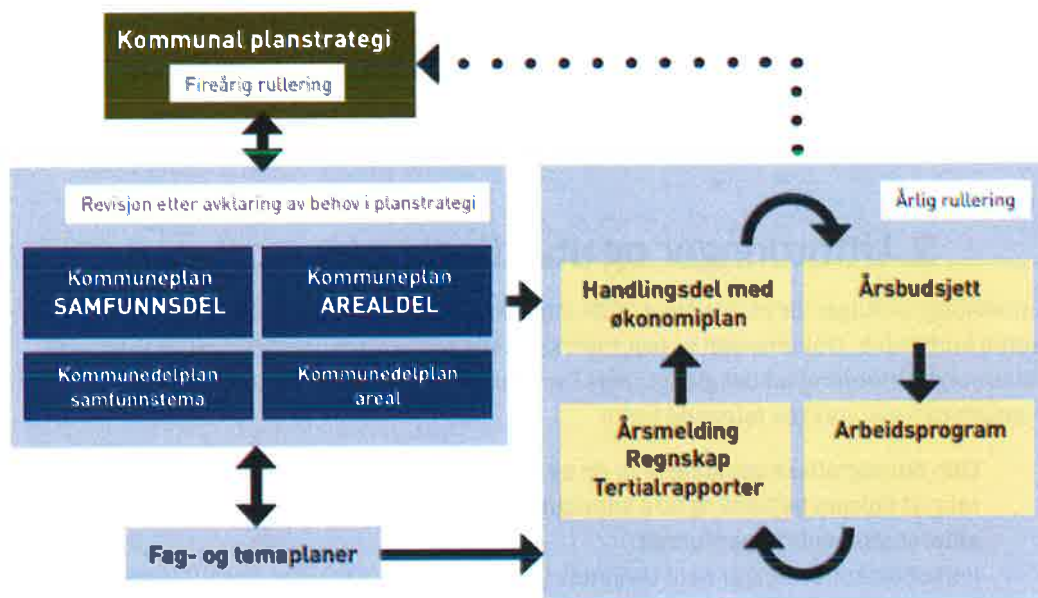 Kommunal planstrategi
Fireårig rullering
Revisjon etter avklaring av behov i planstrategi
Kommuneplan
SAMFUNNSDEL
Kommuneplan
AREALDEL
Kommunedelplan
samfunnstema
Kommunedelplan
areal
Fag- og temaplaner
Årlig rullering
Handlingsdel med
økonomiplan
Årsbudsjett
Årsmelding
Regnskap
Tertialrapporter
Arbeidsprogram